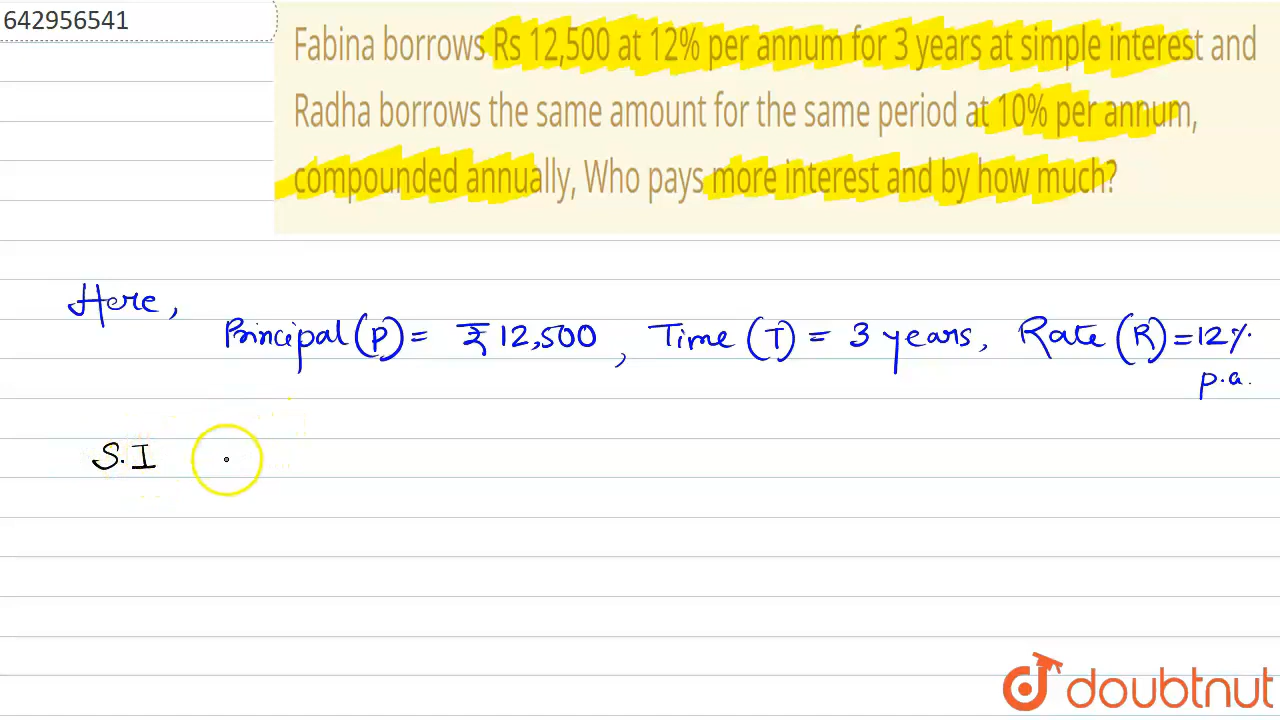 642956541
Fabina borrows Rs 12,500 at 12% per annum for 3 years at simple interest and
Radha borrows the same amount for the same period at 10% per annum,
compounded annually, Who pays more interest and by how much?
Here,
Principal (P) = ₹ 12,500, Time (T) = 3 years, Rate (R) = 12%
p.a.
S.I
doubtnut